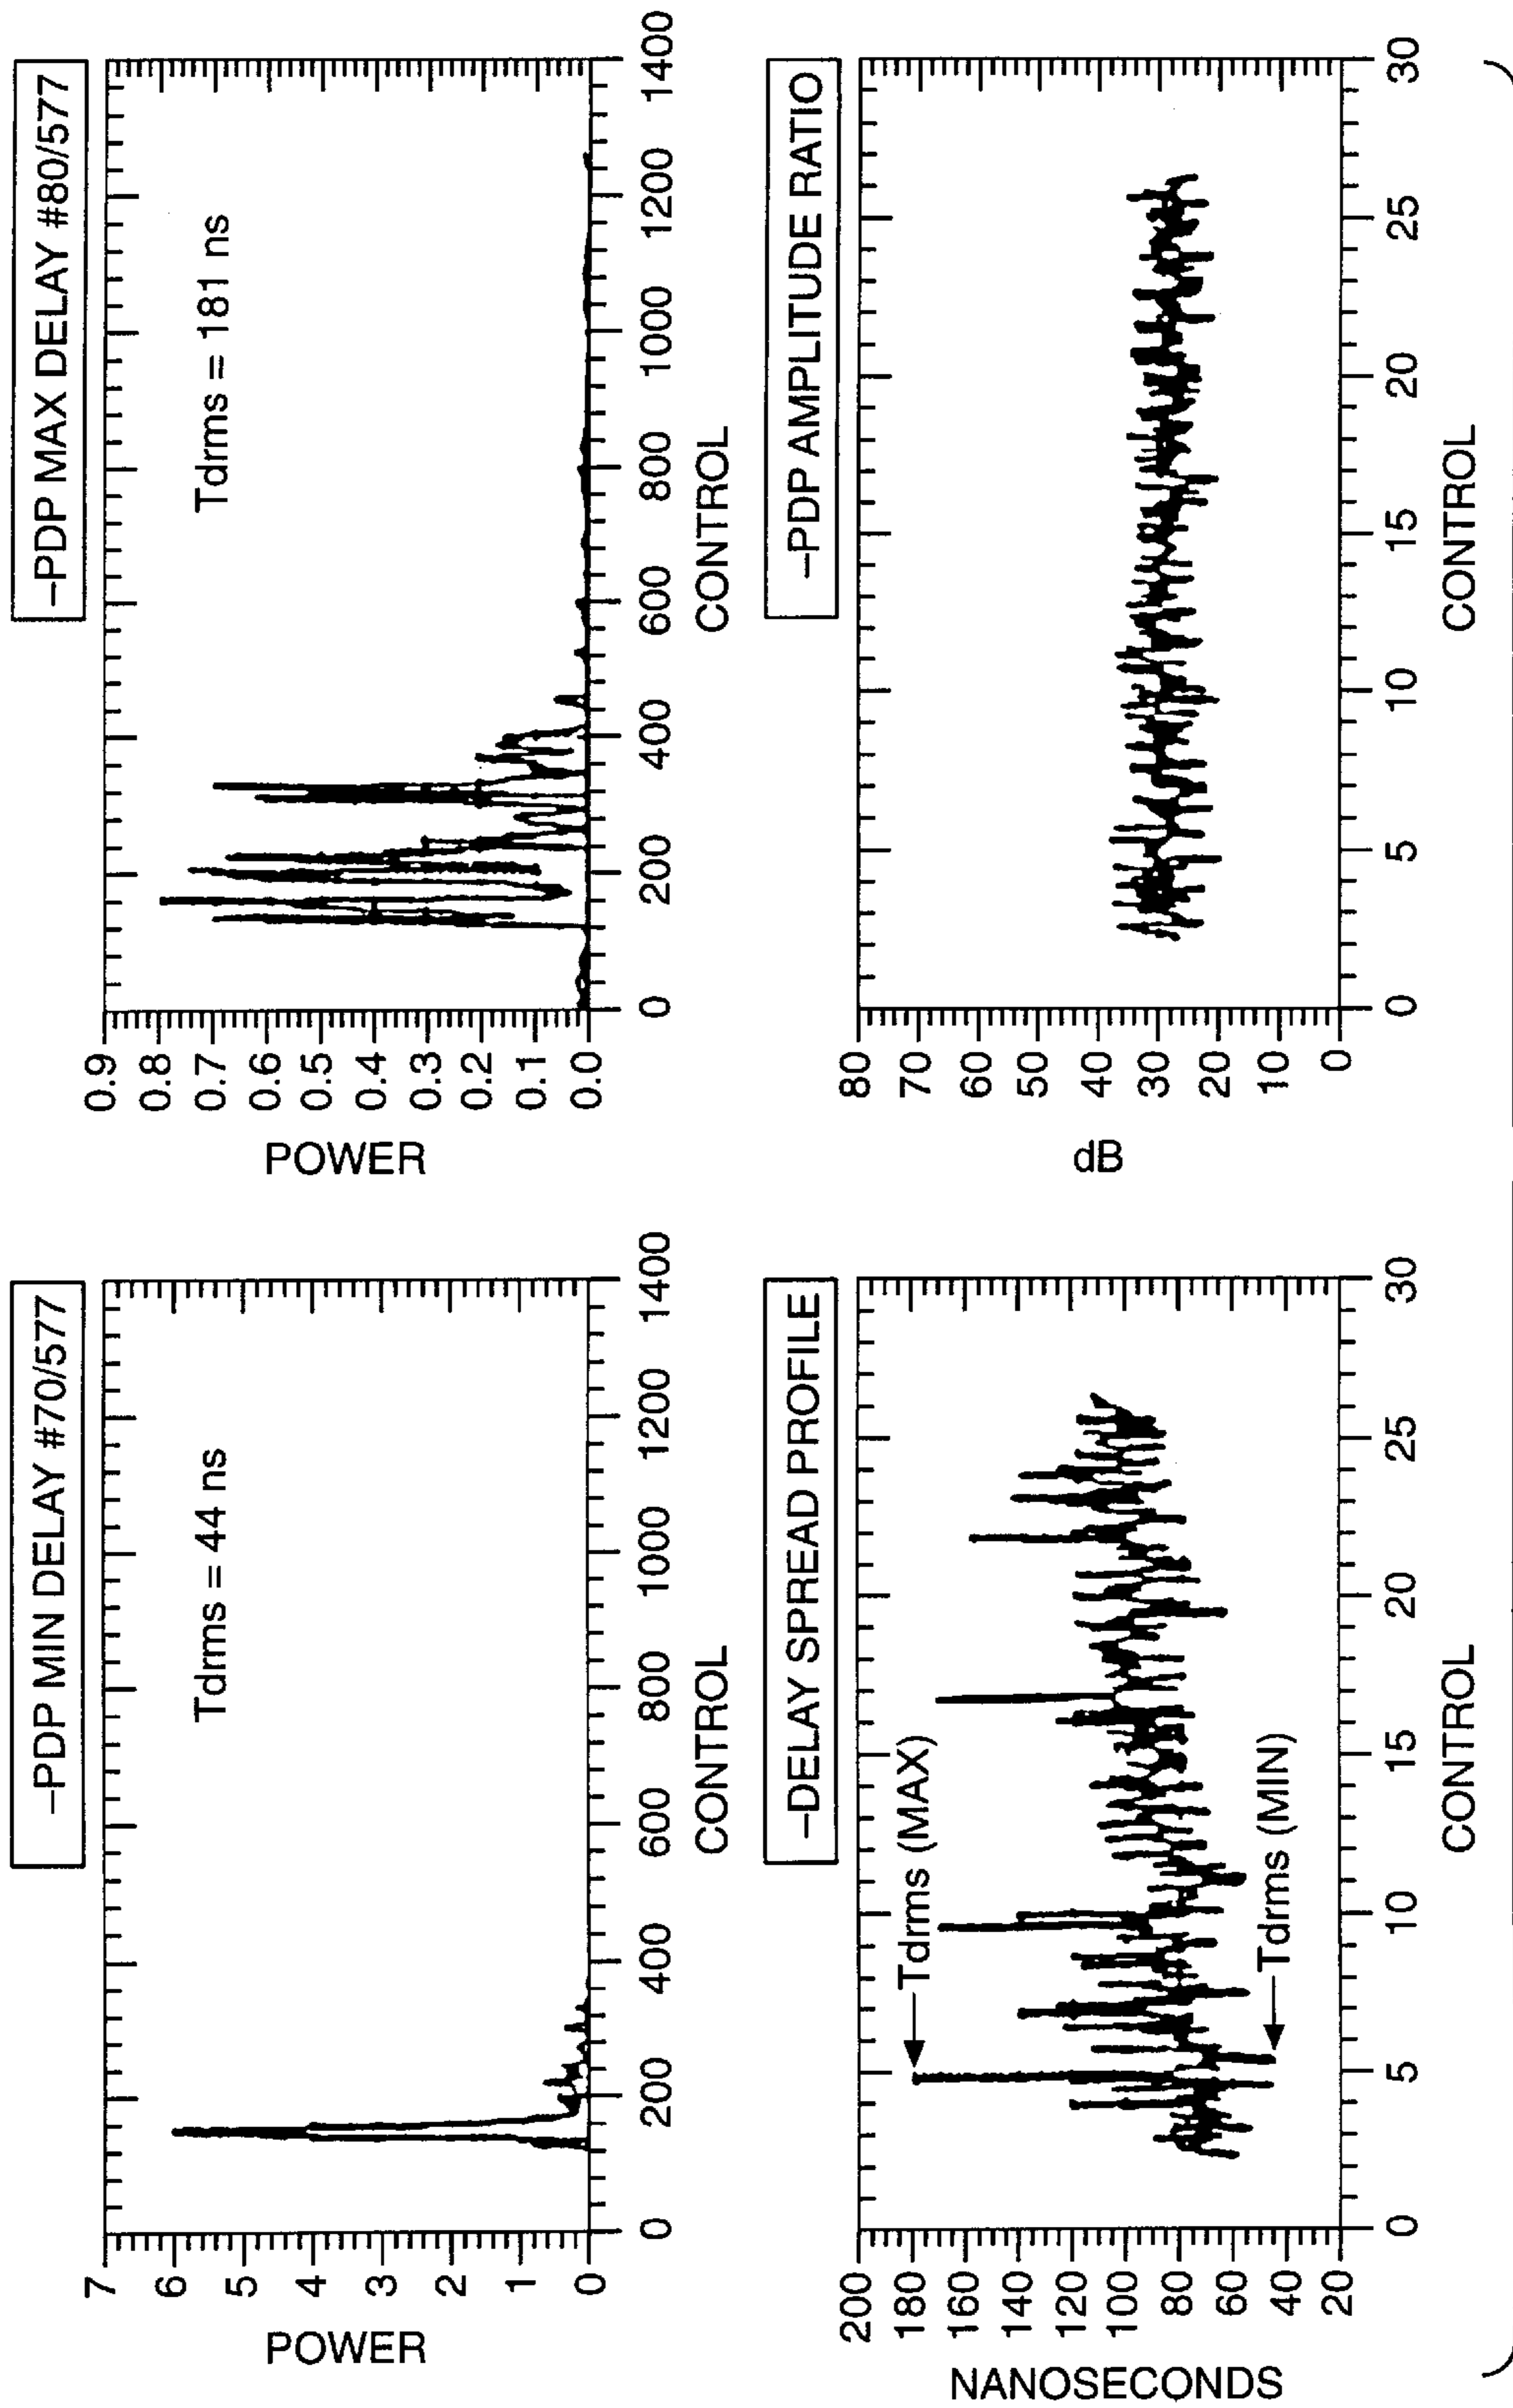 –PDP MIN DELAY #70/577
POWER
7
6
5
4
3
2
1
0
Tdrms = 44 ns
0 200 400 600 800 1000 1200 1400
CONTROL
–PDP MAX DELAY #80/577
POWER
0.9
0.8
0.7
0.6
0.5
0.4
0.3
0.2
0.1
0.0
Tdrms = 181 ns
0 200 400 600 800 1000 1200 1400
CONTROL
–DELAY SPREAD PROFILE
NANOSECONDS
200
180
160
140
120
100
80
60
40
20
Tdrms (MAX)
Tdrms (MIN)
0 5 10 15 20 25 30
CONTROL
–PDP AMPLITUDE RATIO
dB
80
70
60
50
40
30
20
10
0
0 5 10 15 20 25 30
CONTROL